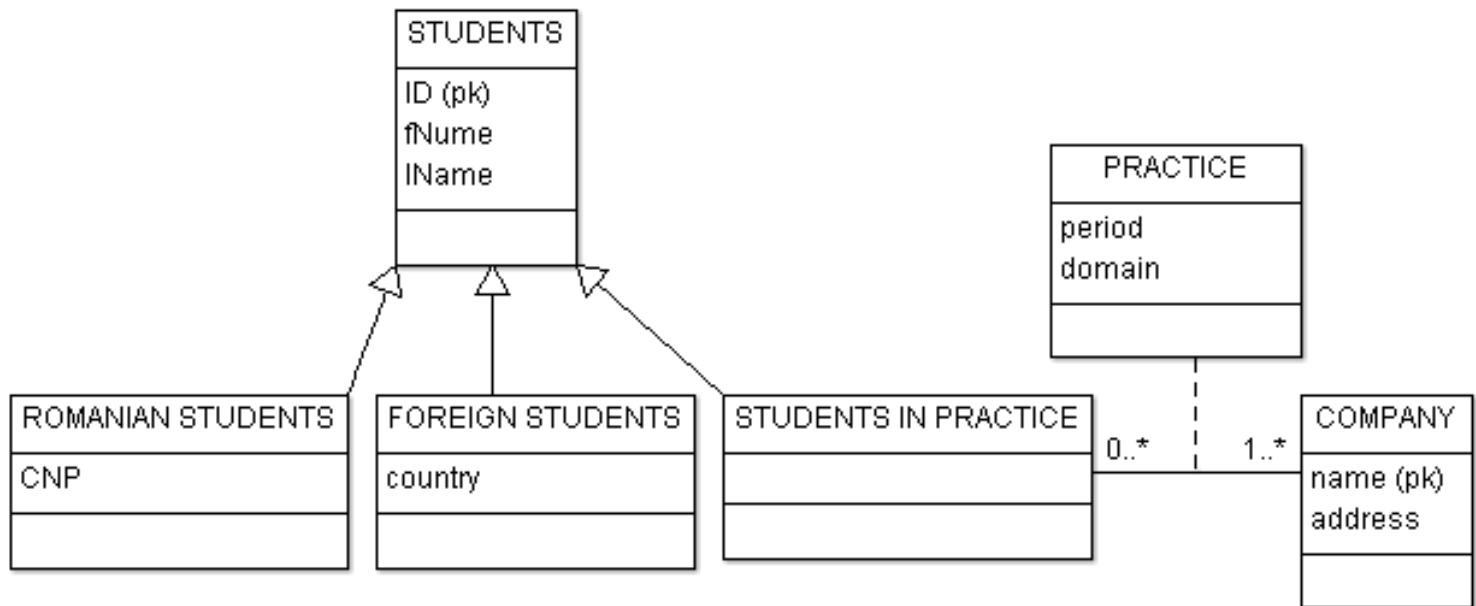 STUDENTS
ID (pk)
fNume
lName
PRACTICE
period
domain
ROMANIAN STUDENTS
CNP
FOREIGN STUDENTS
country
STUDENTS IN PRACTICE
0..*
1..*
COMPANY
name (pk)
address